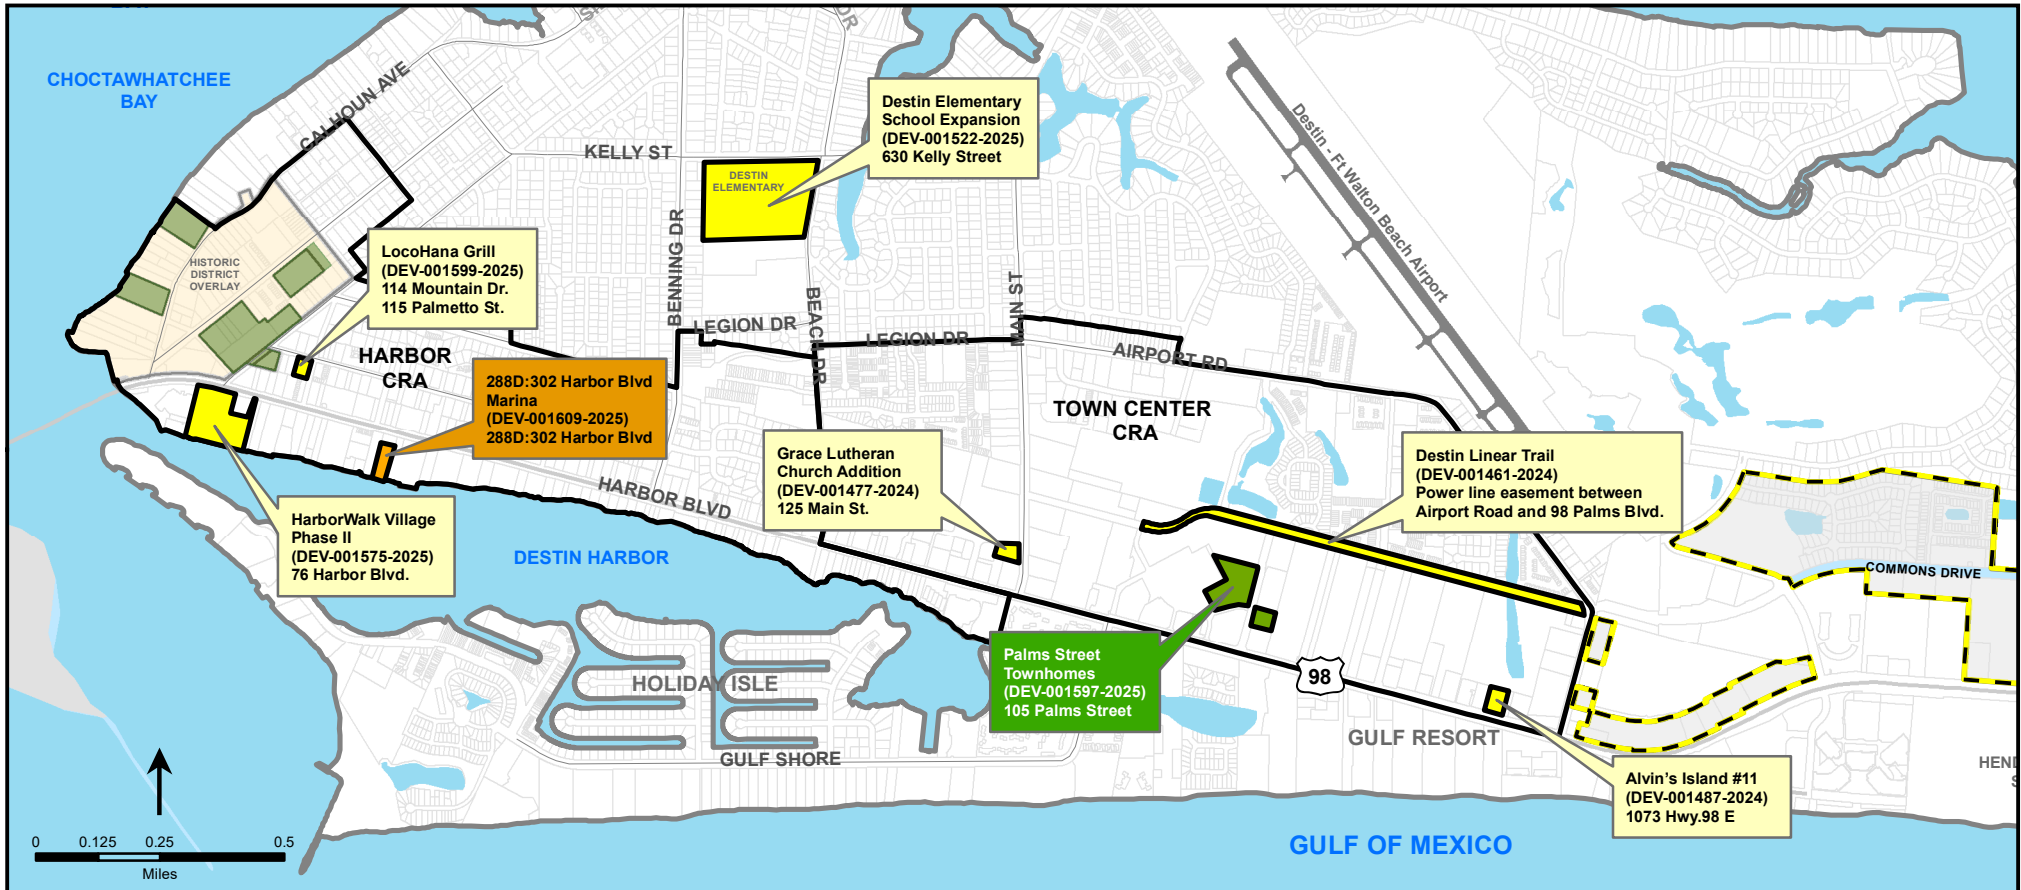 CHOCTAWHATCHEE
BAY
CALHOUN AVE
DR
KELLY ST
DESTIN
ELEMENTARY
Destin Elementary
School Expansion
(DEV-001522-2025)
630 Kelly Street
Destin - Ft Walton Beach Airport
HISTORIC
DISTRICT
OVERLAY
LocoHana Grill
(DEV-001599-2025)
114 Mountain Dr.
115 Palmetto St.
BENNING DR
BEACH DR
MAIN ST
LEGION DR
LEGION DR
AIRPORT RD
HARBOR
CRA
288D:302 Harbor Blvd
Marina
(DEV-001609-2025)
288D:302 Harbor Blvd
TOWN CENTER
CRA
Grace Lutheran
Church Addition
(DEV-001477-2024)
125 Main St.
Destin Linear Trail
(DEV-001461-2024)
Power line easement between
Airport Road and 98 Palms Blvd.
HARBOR BLVD
HarborWalk Village
Phase II
(DEV-001575-2025)
76 Harbor Blvd.
DESTIN HARBOR
COMMONS DRIVE
Palms Street
Townhomes
(DEV-001597-2025)
105 Palms Street
98
HOLIDAY ISLE
GULF SHORE
GULF RESORT
Alvin's Island #11
(DEV-001487-2024)
1073 Hwy.98 E
GULF OF MEXICO
0 0.125 0.25 0.5
Miles